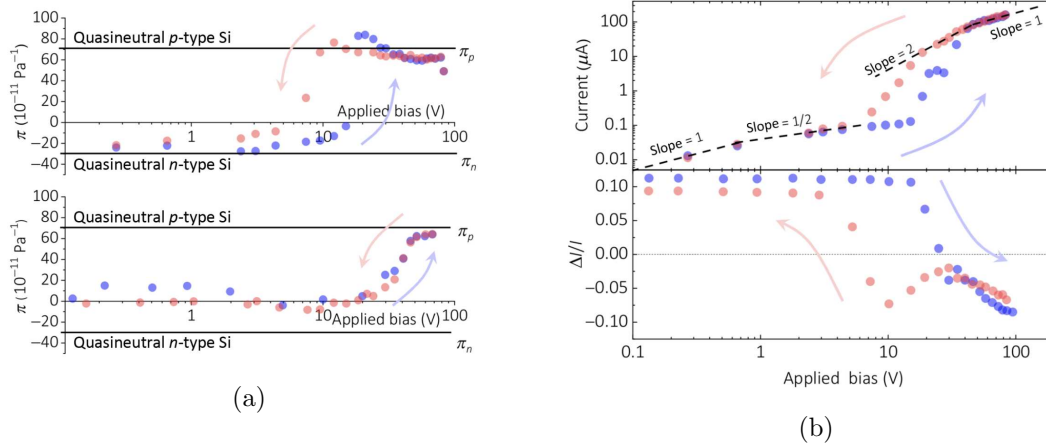 100
80
Quasineutral p-type Si
60
πp
40
20
Applied bias (V)
0
1
10
100
−20
−40
Quasineutral n-type Si
πn
π (10⁻¹¹ Pa⁻¹)
100
80
Quasineutral p-type Si
60
πp
40
20
0
1
10
100
Applied bias (V)
−20
−40
Quasineutral n-type Si
πn
π (10⁻¹¹ Pa⁻¹)
(a)
100
10
1
0.1
0.01
Current (µA)
Slope = 1
Slope = 1/2
Slope = 2
Slope = 1
0.10
0.05
0.00
−0.05
−0.10
ΔI/I
0.1
1
10
100
Applied bias (V)
(b)